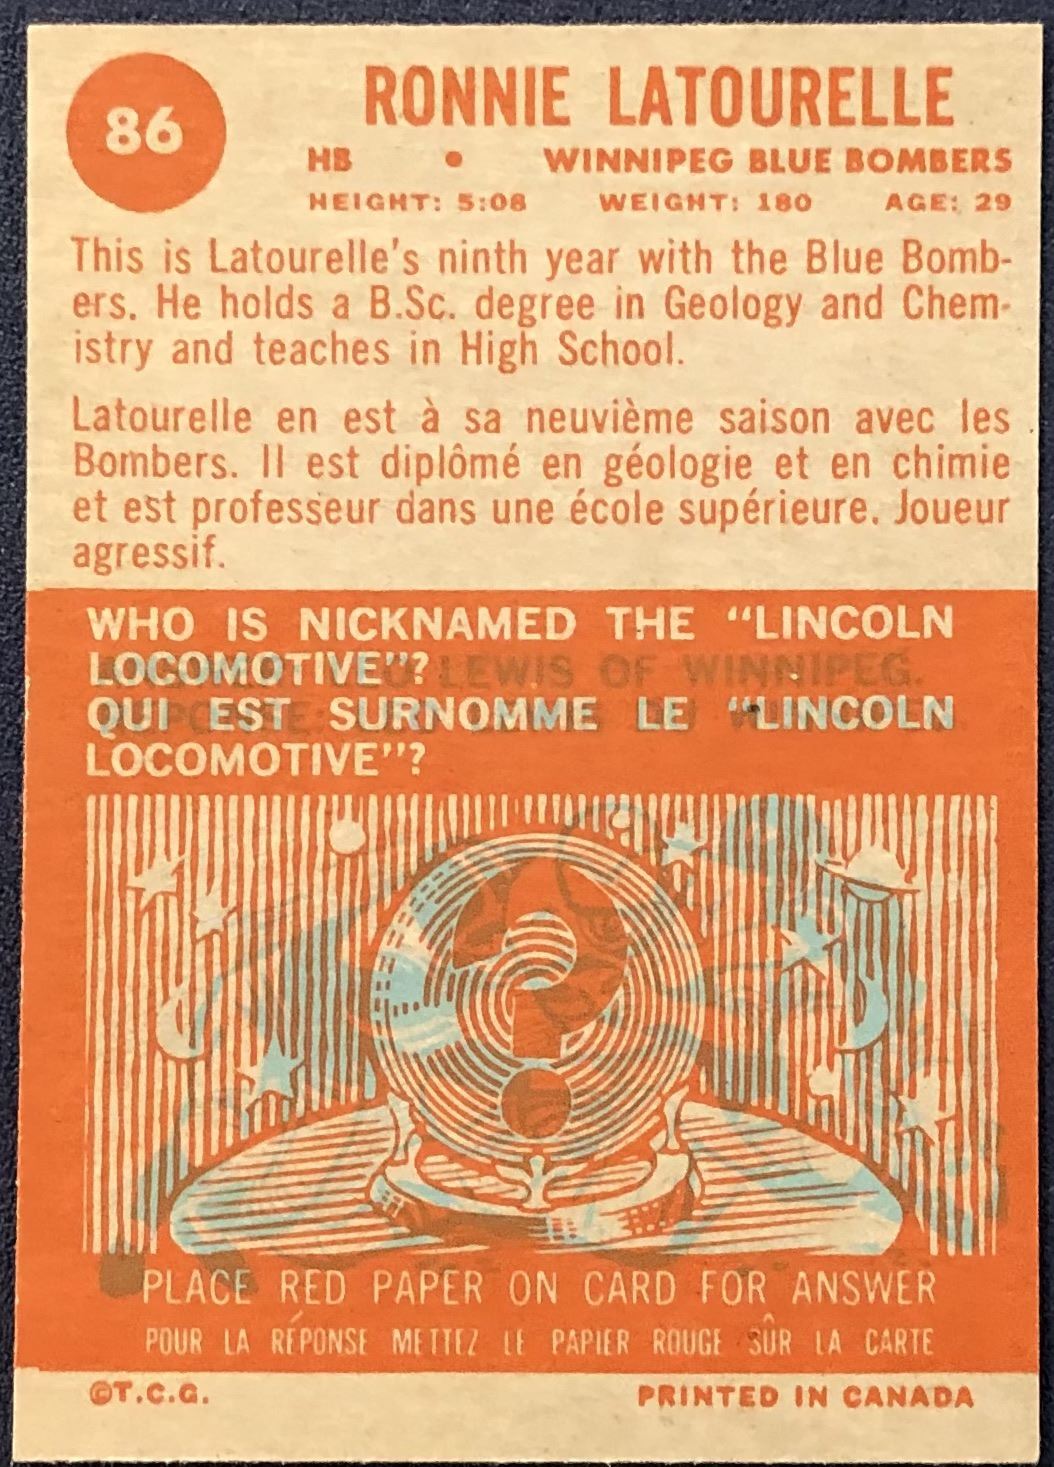 86
RONNIE LATOURELLE
HB • WINNIPEG BLUE BOMBERS
HEIGHT: 5:08 WEIGHT: 180 AGE: 29
This is Latourelle's ninth year with the Blue Bomb-
ers. He holds a B.Sc. degree in Geology and Chem-
istry and teaches in High School.
Latourelle en est à sa neuvième saison avec les
Bombers. Il est diplômé en géologie et en chimie
et est professeur dans une école supérieure. Joueur
agressif.
WHO IS NICKNAMED THE "LINCOLN
LOCOMOTIVE"?
LEWIS OF WINNIPEG.
QUI EST SURNOMME LE "LINCOLN
LOCOMOTIVE"?
?
PLACE RED PAPER ON CARD FOR ANSWER
POUR LA RÉPONSE METTEZ LE PAPIER ROUGE SÛR LA CARTE
©T.C.G. PRINTED IN CANADA